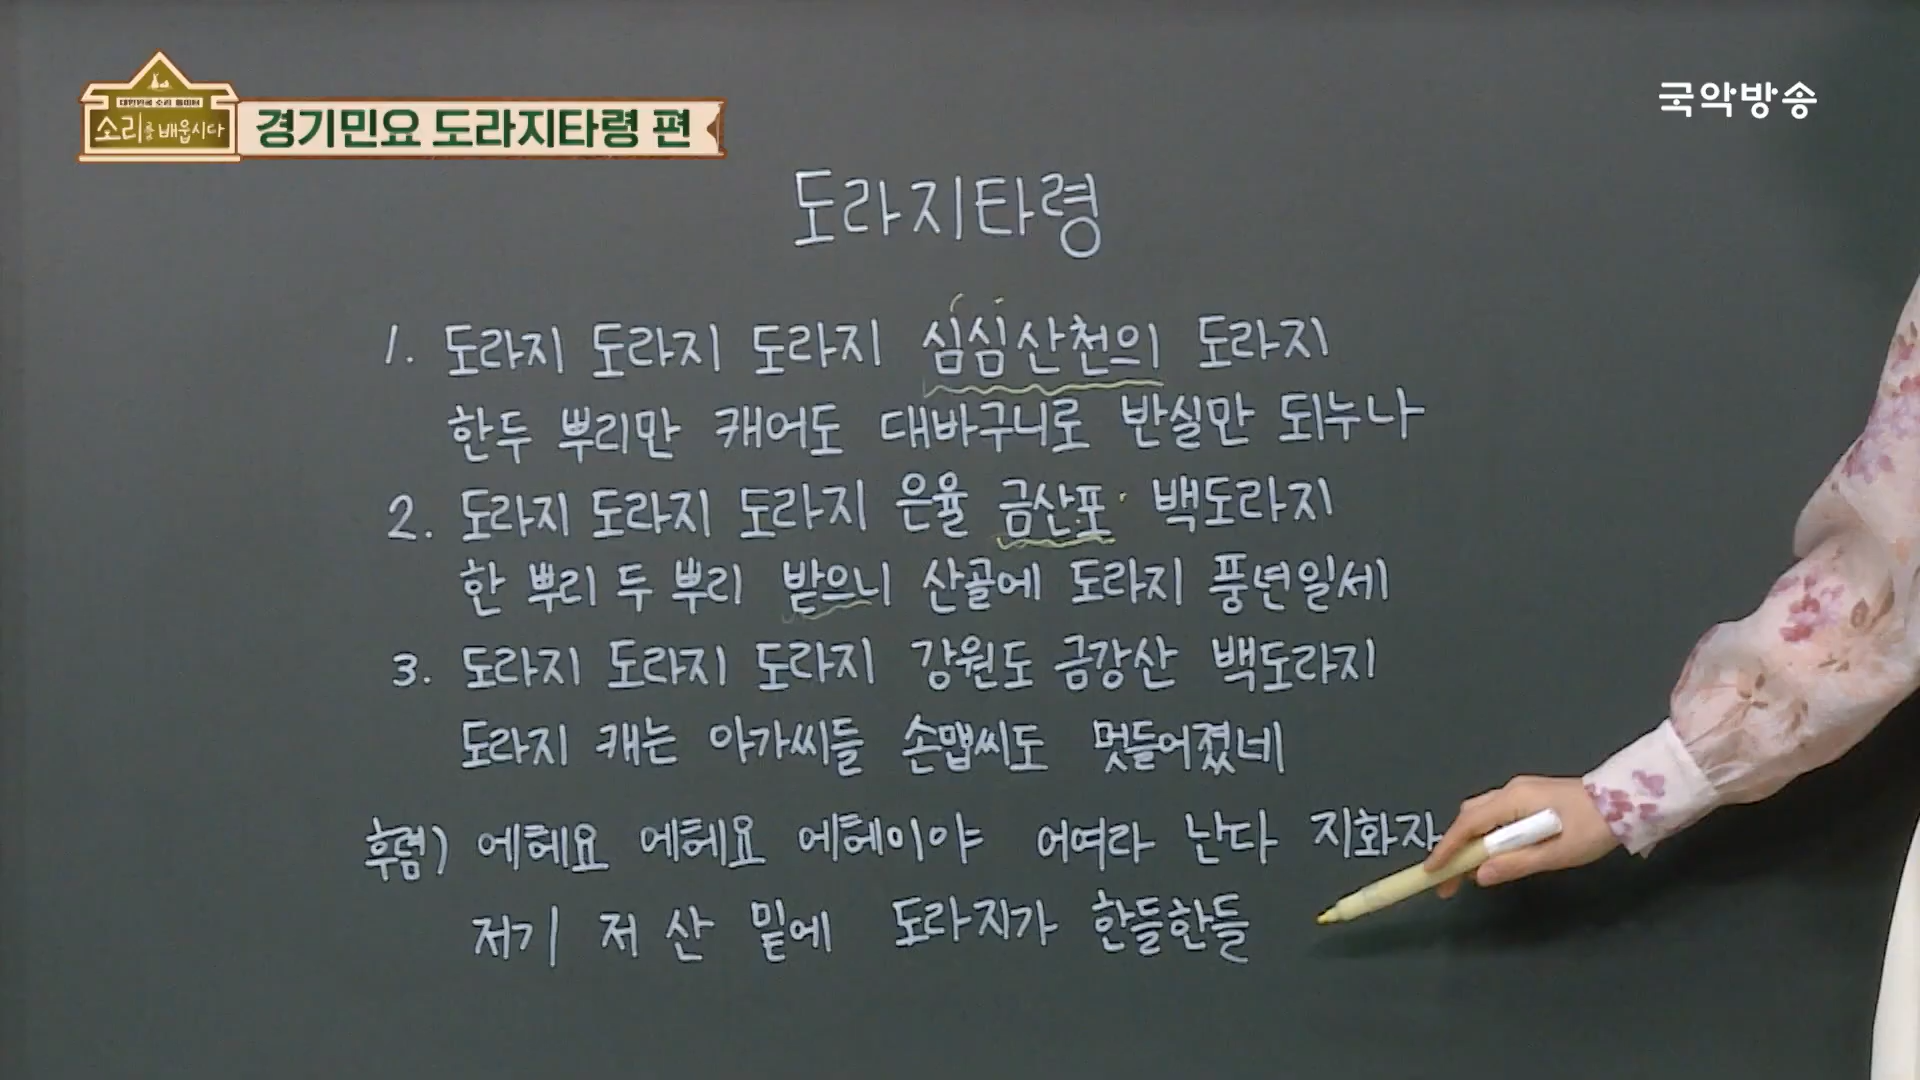 대한민국 소리 놀이터
소리를 배웁시다
경기민요 도라지타령 편
국악방송
도라지타령
1. 도라지 도라지 도라지 심심산천의 도라지
한두 뿌리만 캐어도 대바구니로 반실만 되누나
2. 도라지 도라지 도라지 은율 금산포 백도라지
한 뿌리 두 뿌리 받으니 산골에 도라지 풍년일세
3. 도라지 도라지 도라지 강원도 금강산 백도라지
도라지 캐는 아가씨들 손맵씨도 멋들어졌네
후렴) 에헤요 에헤요 에헤이야 어여라 난다 지화자
저기 저 산 밑에 도라지가 한들한들